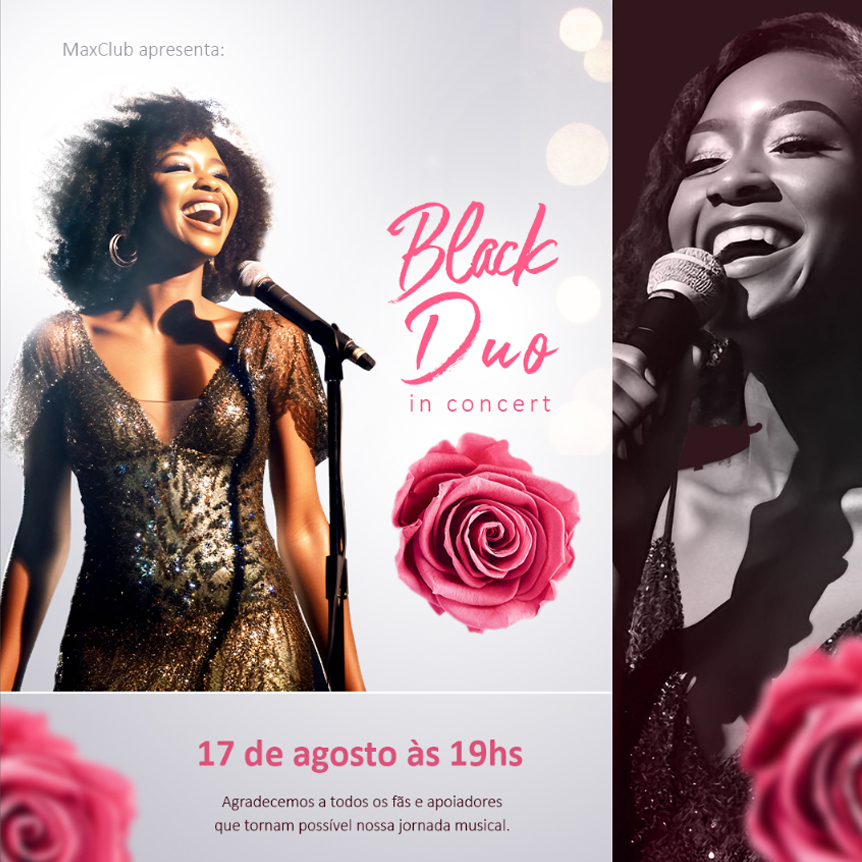 MaxClub apresenta:
Black
Duo
in concert
17 de agosto às 19hs
Agradecemos a todos os fãs e apoiadores
que tornam possível nossa jornada musical.